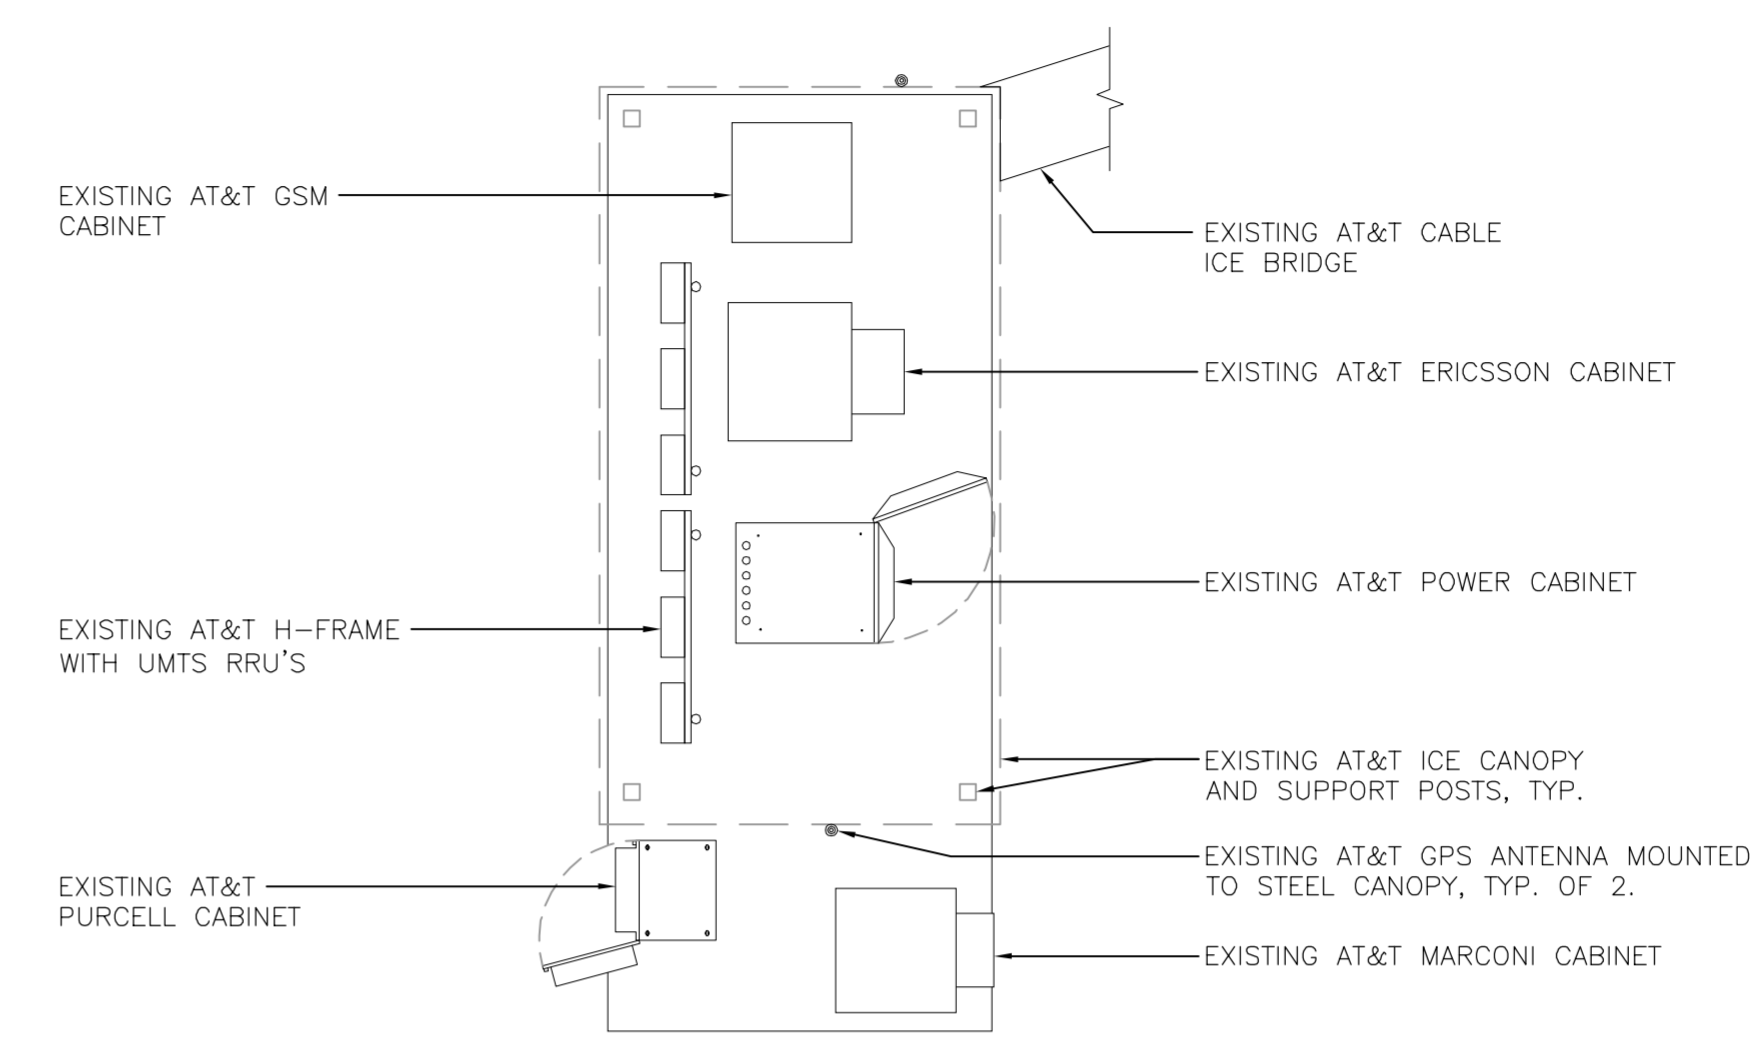 EXISTING AT&T GSM
CABINET
EXISTING AT&T CABLE
ICE BRIDGE
EXISTING AT&T ERICSSON CABINET
EXISTING AT&T POWER CABINET
EXISTING AT&T H-FRAME
WITH UMTS RRU'S
EXISTING AT&T ICE CANOPY
AND SUPPORT POSTS, TYP.
EXISTING AT&T GPS ANTENNA MOUNTED
TO STEEL CANOPY, TYP. OF 2.
EXISTING AT&T
PURCELL CABINET
EXISTING AT&T MARCONI CABINET